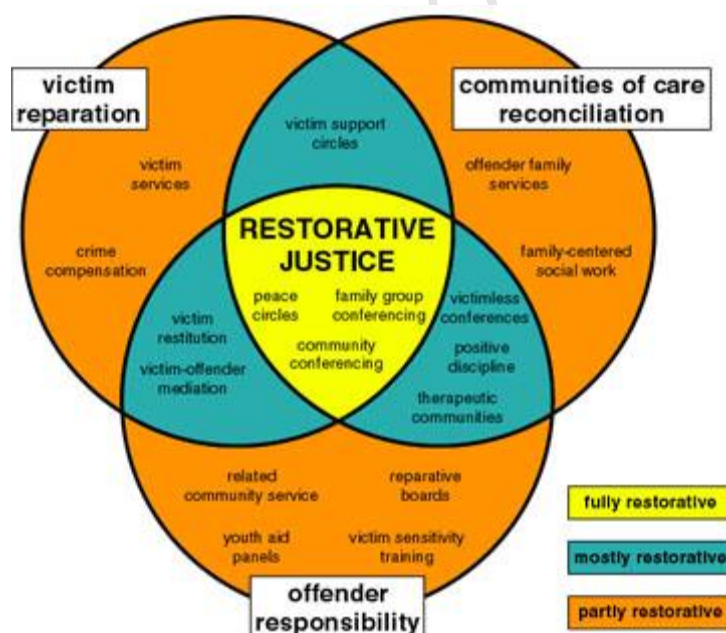 victim
reparation
communities of care
reconciliation
victim support
circles
victim
services
offender family
services
crime
compensation
family-centered
social work
RESTORATIVE
JUSTICE
peace
circles
family group
conferencing
community
conferencing
victim
restitution
victim-offender
mediation
victimless
conferences
positive
discipline
therapeutic
communities
related
community service
reparative
boards
youth aid
panels
victim sensitivity
training
offender
responsibility
fully restorative
mostly restorative
partly restorative